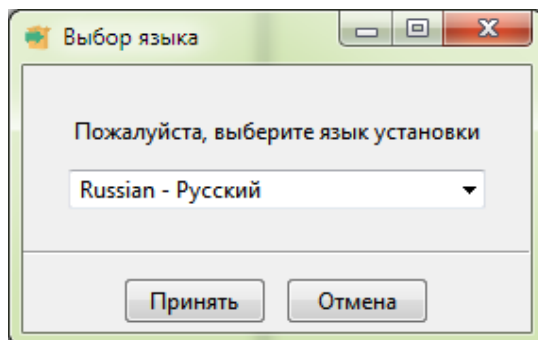 Выбор языка
Пожалуйста, выберите язык установки
Russian - Русский
Принять
Отмена